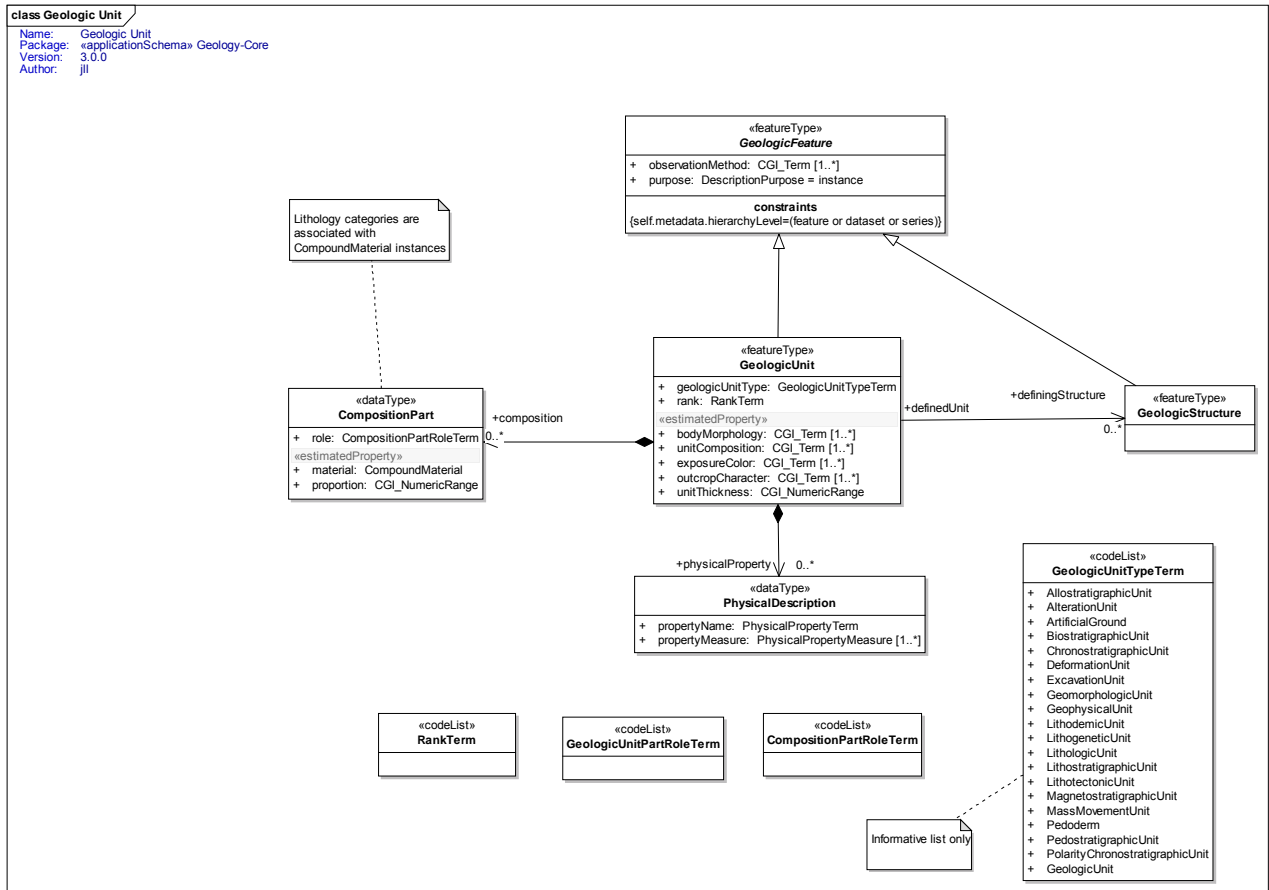 class Geologic Unit
Name: Geologic Unit
Package: «applicationSchema» Geology-Core
Version: 3.0.0
Author: jll
«featureType»
GeologicFeature
+ observationMethod: CGI_Term [1..*]
+ purpose: DescriptionPurpose = instance
constraints
{self.metadata.hierarchyLevel=(feature or dataset or series)}
Lithology categories are
associated with
CompoundMaterial instances
«featureType»
GeologicUnit
+ geologicUnitType: GeologicUnitTypeTerm
+ rank: RankTerm
«estimatedProperty»
+ bodyMorphology: CGI_Term [1..*]
+ unitComposition: CGI_Term [1..*]
+ exposureColor: CGI_Term [1..*]
+ outcropCharacter: CGI_Term [1..*]
+ unitThickness: CGI_NumericRange
«dataType»
CompositionPart
+ role: CompositionPartRoleTerm
«estimatedProperty»
+ material: CompoundMaterial
+ proportion: CGI_NumericRange
+composition
0..*
+definedUnit
+definingStructure
0..*
«featureType»
GeologicStructure
+physicalProperty
0..*
«dataType»
PhysicalDescription
+ propertyName: PhysicalPropertyTerm
+ propertyMeasure: PhysicalPropertyMeasure [1..*]
«codeList»
GeologicUnitTypeTerm
+ AllostratigraphicUnit
+ AlterationUnit
+ ArtificialGround
+ BiostratigraphicUnit
+ ChronostratigraphicUnit
+ DeformationUnit
+ ExcavationUnit
+ GeomorphologicUnit
+ GeophysicalUnit
+ LithodemicUnit
+ LithogeneticUnit
+ LithologicUnit
+ LithostratigraphicUnit
+ LithotectonicUnit
+ MagnetostratigraphicUnit
+ MassMovementUnit
+ Pedoderm
+ PedostratigraphicUnit
+ PolarityChronostratigraphicUnit
+ GeologicUnit
«codeList»
RankTerm
«codeList»
GeologicUnitPartRoleTerm
«codeList»
CompositionPartRoleTerm
Informative list only